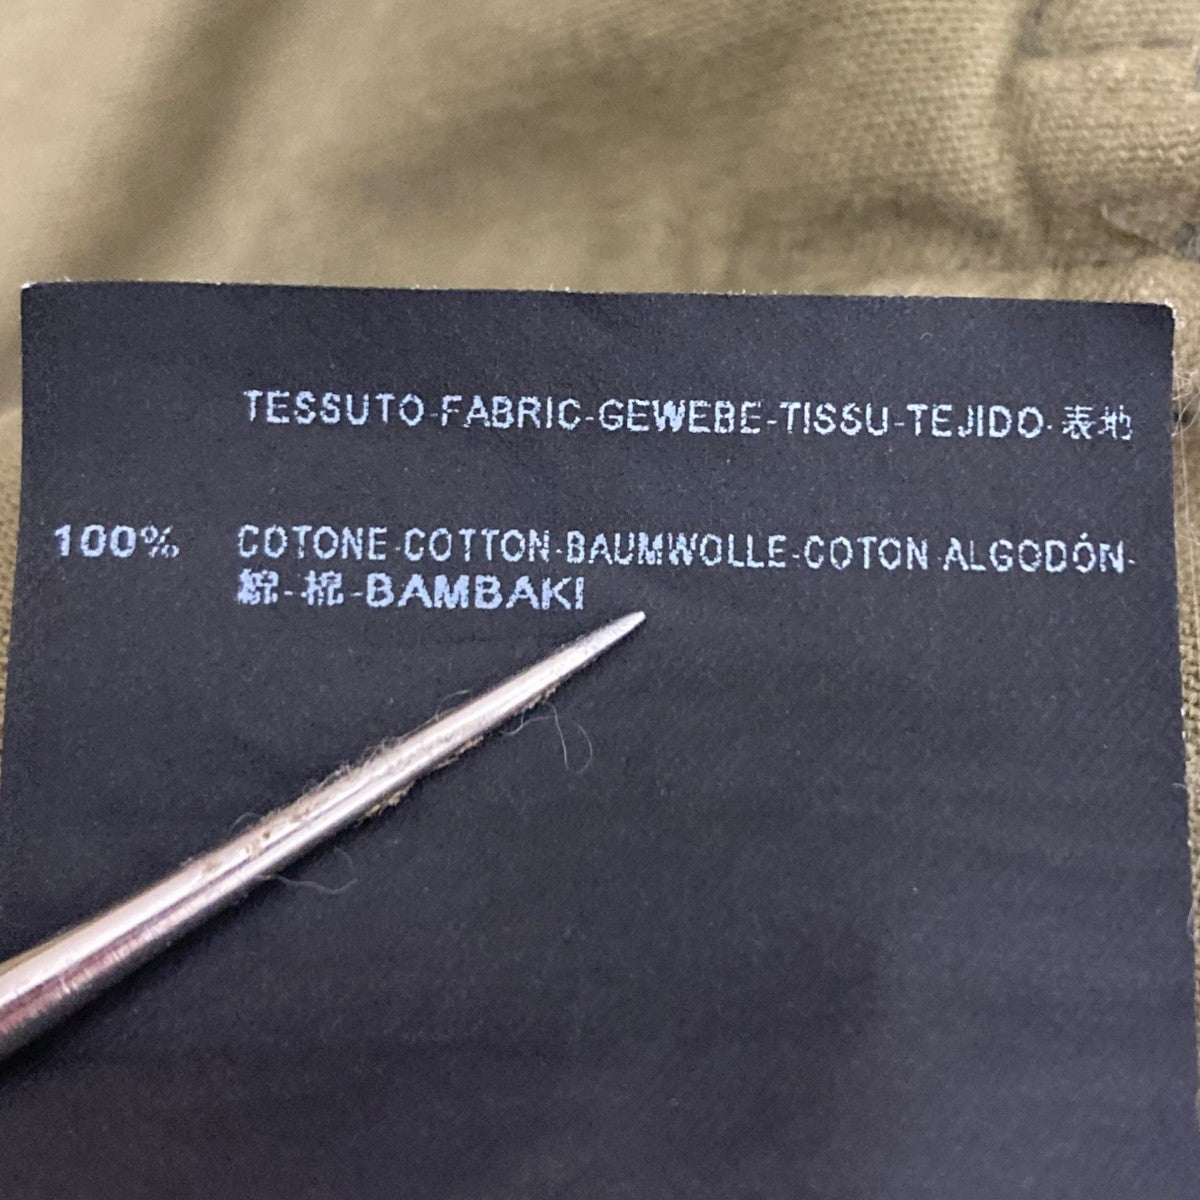 TESSUTO-FABRIC-GEWEBE-TISSU-TEJIDO-表地
100% COTONE-COTTON-BAUMWOLLE-COTON ALGODÓN-
綿-棉-BAMBAKI